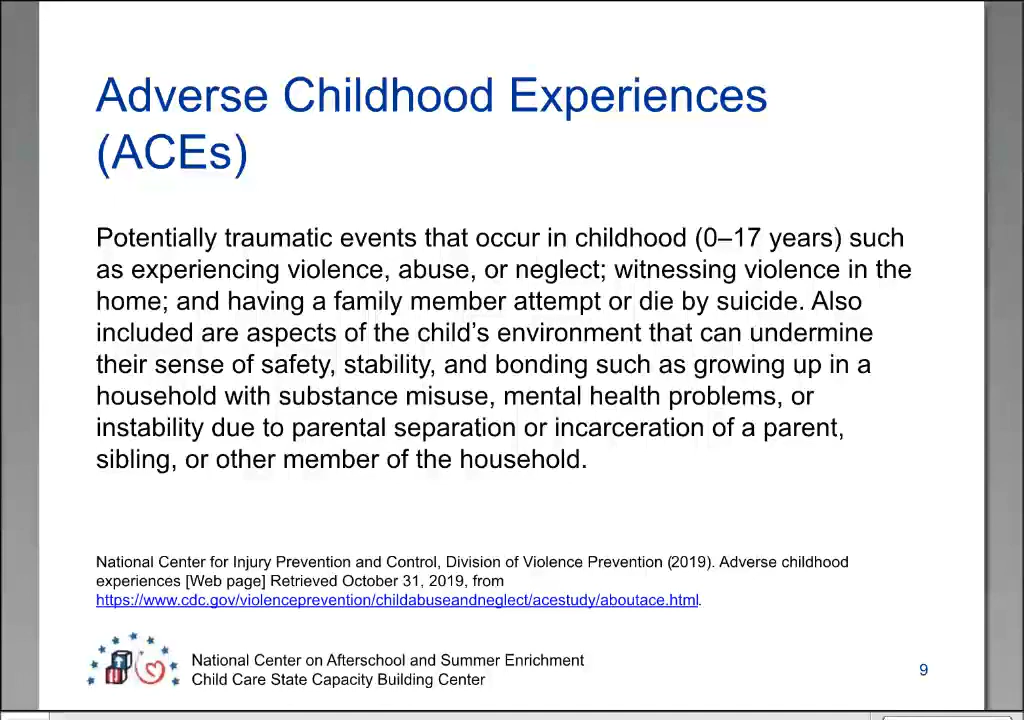 Adverse Childhood Experiences
(ACEs)
Potentially traumatic events that occur in childhood (0–17 years) such
as experiencing violence, abuse, or neglect; witnessing violence in the
home; and having a family member attempt or die by suicide. Also
included are aspects of the child’s environment that can undermine
their sense of safety, stability, and bonding such as growing up in a
household with substance misuse, mental health problems, or
instability due to parental separation or incarceration of a parent,
sibling, or other member of the household.
National Center for Injury Prevention and Control, Division of Violence Prevention (2019). Adverse childhood
experiences [Web page] Retrieved October 31, 2019, from
https://www.cdc.gov/violenceprevention/childabuseandneglect/acestudy/aboutace.html.
National Center on Afterschool and Summer Enrichment
Child Care State Capacity Building Center
9